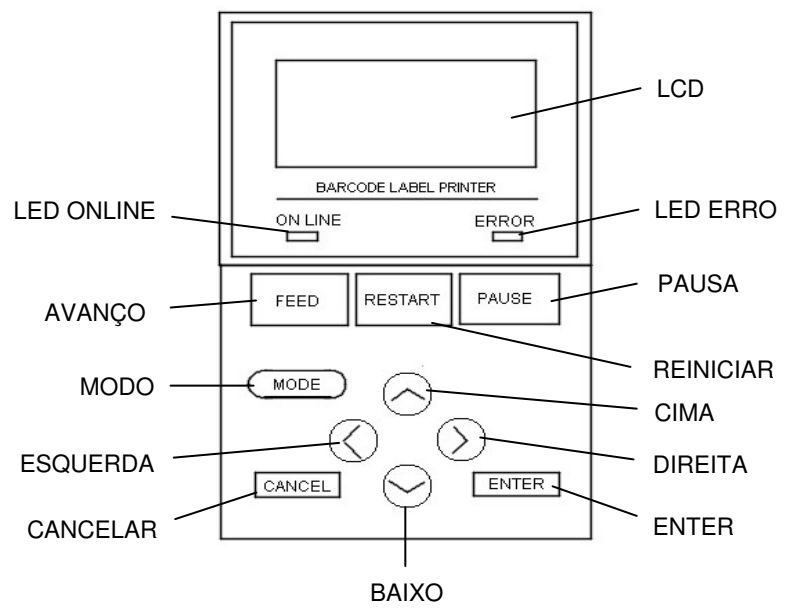 LCD
BARCODE LABEL PRINTER
LED ONLINE
ON LINE
ERROR
LED ERRO
AVANÇO
FEED
RESTART
PAUSE
PAUSA
REINICIAR
MODO
MODE
CIMA
ESQUERDA
DIREITA
CANCEL
ENTER
CANCELAR
ENTER
BAIXO